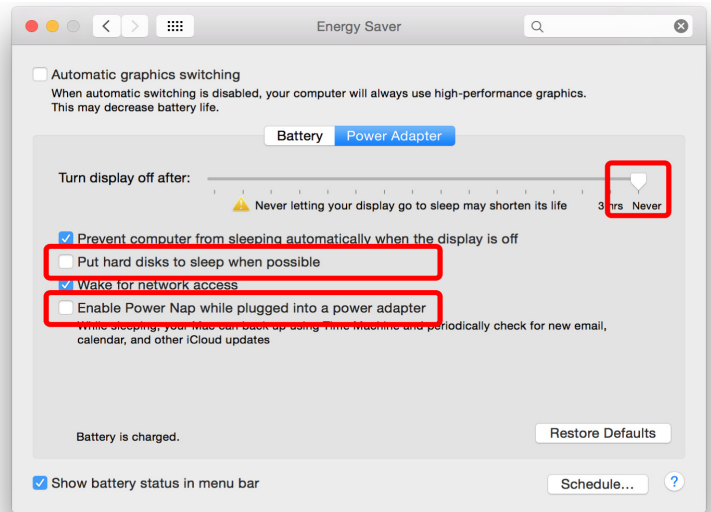 Energy Saver
Automatic graphics switching
When automatic switching is disabled, your computer will always use high-performance graphics.
This may decrease battery life.
Battery Power Adapter
Turn display off after:
Never letting your display go to sleep may shorten its life 3 hrs Never
Prevent computer from sleeping automatically when the display is off
Put hard disks to sleep when possible
Wake for network access
Enable Power Nap while plugged into a power adapter
While sleeping, your Mac can back up using Time Machine and periodically check for new email,
calendar, and other iCloud updates
Battery is charged.
Restore Defaults
Show battery status in menu bar
Schedule... ?